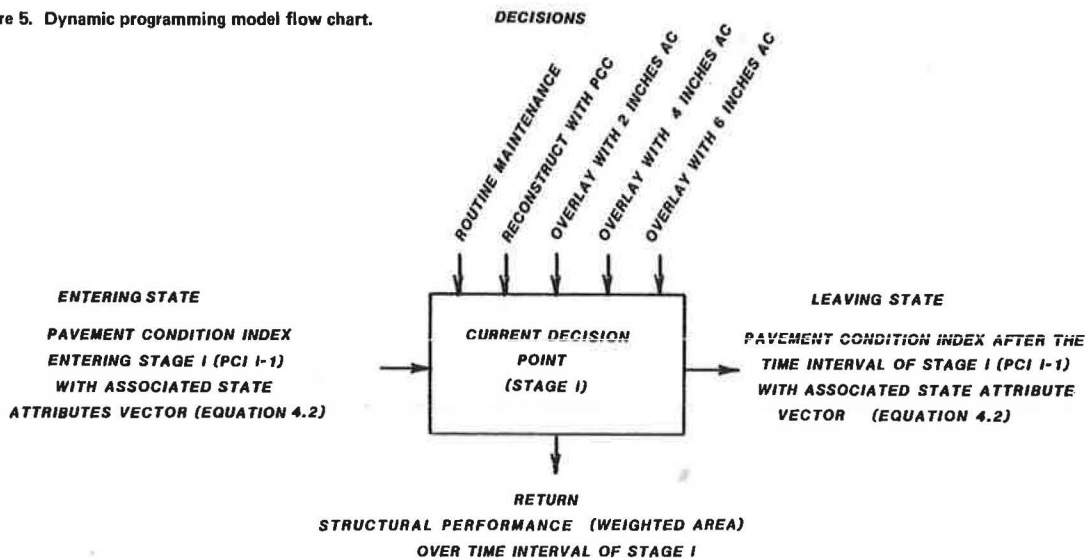 re 5. Dynamic programming model flow chart.
DECISIONS
ROUTINE MAINTENANCE
RECONSTRUCT WITH PCC
OVERLAY WITH 2 INCHES AC
OVERLAY WITH 4 INCHES AC
OVERLAY WITH 6 INCHES AC
ENTERING STATE
PAVEMENT CONDITION INDEX
ENTERING STAGE I (PCI I-1)
WITH ASSOCIATED STATE
ATTRIBUTES VECTOR (EQUATION 4.2)
CURRENT DECISION
POINT
(STAGE I)
LEAVING STATE
PAVEMENT CONDITION INDEX AFTER THE
TIME INTERVAL OF STAGE I (PCI I-1)
WITH ASSOCIATED STATE ATTRIBUTE
VECTOR (EQUATION 4.2)
RETURN
STRUCTURAL PERFORMANCE (WEIGHTED AREA)
OVER TIME INTERVAL OF STAGE I